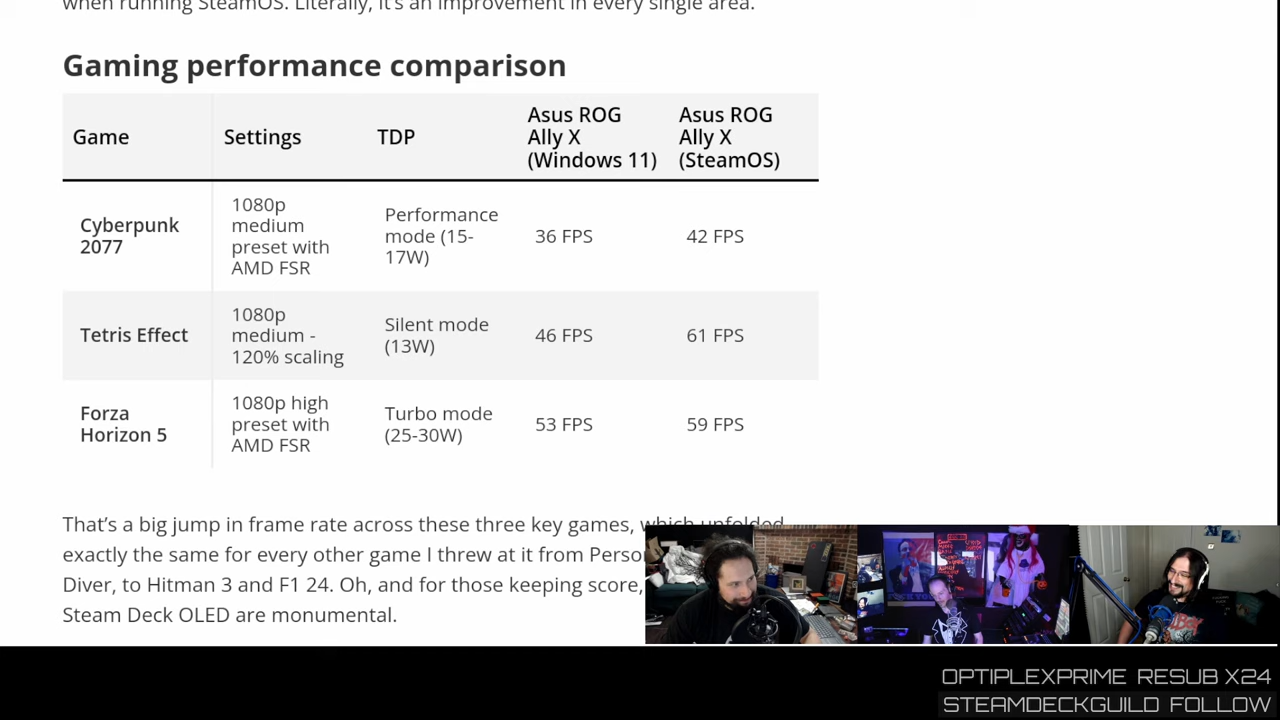 when running SteamOS. Literally, it's an improvement in every single area.
Gaming performance comparison
Game Settings TDP Asus ROG Ally X (Windows 11) Asus ROG Ally X (SteamOS)
Cyberpunk 2077
1080p medium preset with AMD FSR
Performance mode (15-17W)
36 FPS
42 FPS
Tetris Effect
1080p medium - 120% scaling
Silent mode (13W)
46 FPS
61 FPS
Forza Horizon 5
1080p high preset with AMD FSR
Turbo mode (25-30W)
53 FPS
59 FPS
That’s a big jump in frame rate across these three key games, which unfolded
exactly the same for every other game I threw at it from Perso
Diver, to Hitman 3 and F1 24. Oh, and for those keeping score,
Steam Deck OLED are monumental.
OPTIPLEXPRIME RESUB X24
STEAMDECKGUILD FOLLOW